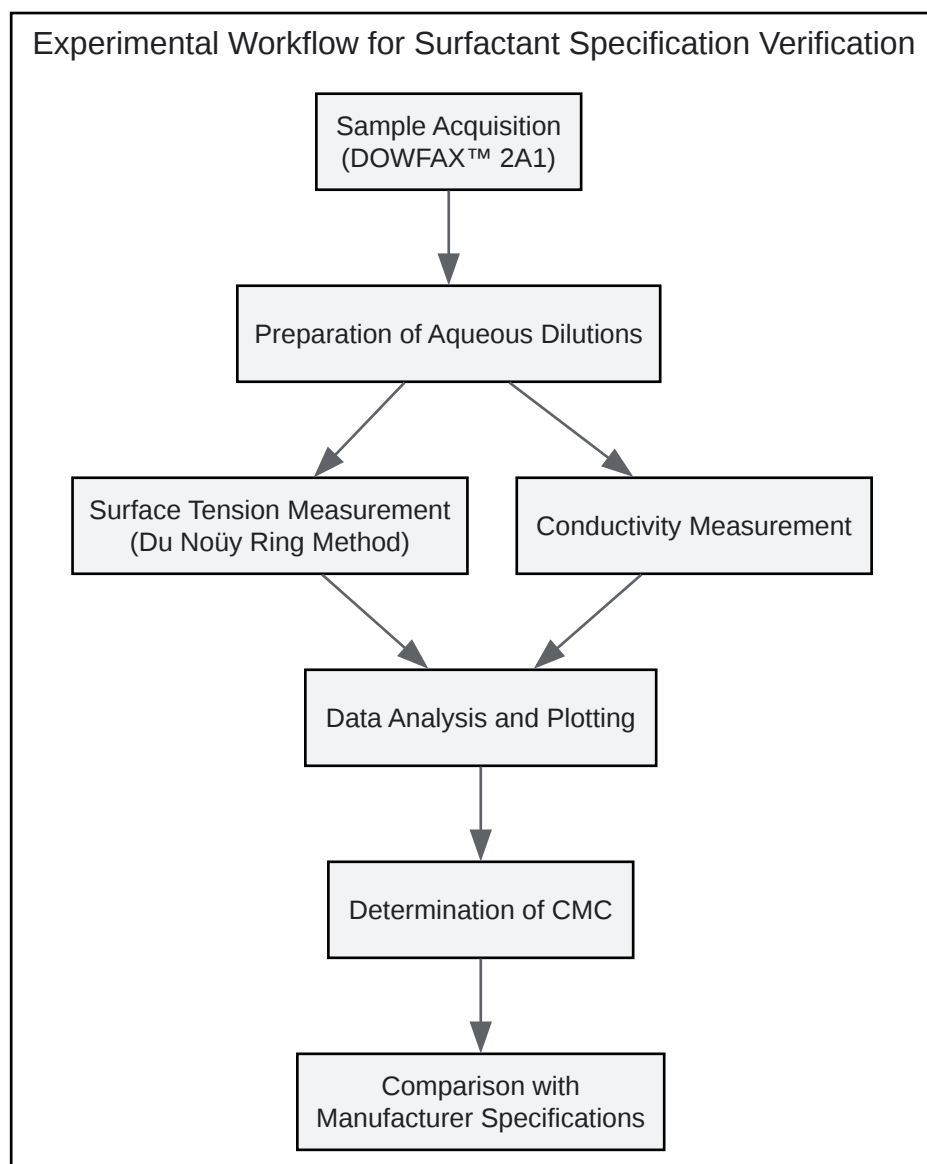 Experimental Workflow for Surfactant Specification Verification
Sample Acquisition
(DOWFAX™ 2A1)
Preparation of Aqueous Dilutions
Surface Tension Measurement
(Du Noüy Ring Method)
Conductivity Measurement
Data Analysis and Plotting
Determination of CMC
Comparison with
Manufacturer Specifications